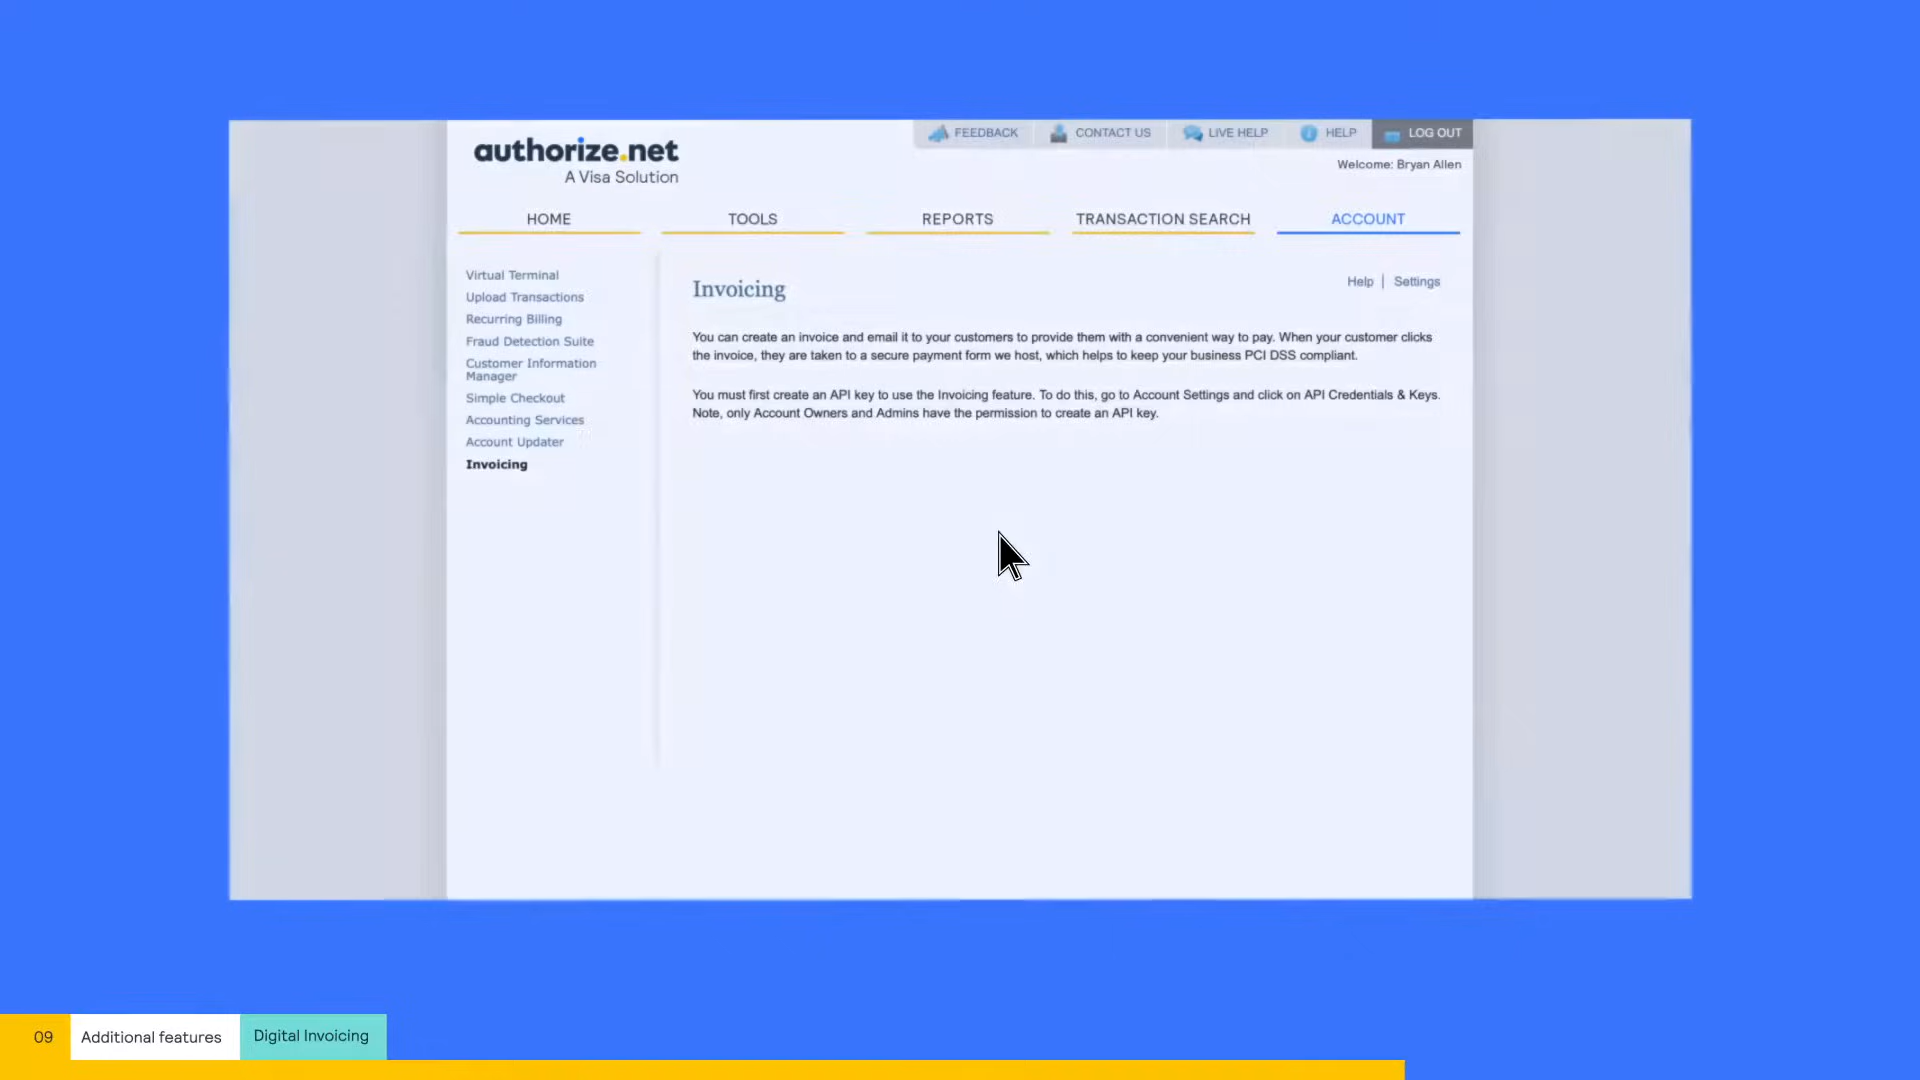 authorize.net
A Visa Solution
FEEDBACK
CONTACT US
LIVE HELP
HELP
LOG OUT
Welcome: Bryan Allen
HOME
TOOLS
REPORTS
TRANSACTION SEARCH
ACCOUNT
Virtual Terminal
Upload Transactions
Recurring Billing
Fraud Detection Suite
Customer Information
Manager
Simple Checkout
Accounting Services
Account Updater
Invoicing
Invoicing
Help | Settings
You can create an invoice and email it to your customers to provide them with a convenient way to pay. When your customer clicks
the invoice, they are taken to a secure payment form we host, which helps to keep your business PCI DSS compliant.
You must first create an API key to use the Invoicing feature. To do this, go to Account Settings and click on API Credentials & Keys.
Note, only Account Owners and Admins have the permission to create an API key.
09
Additional features
Digital Invoicing